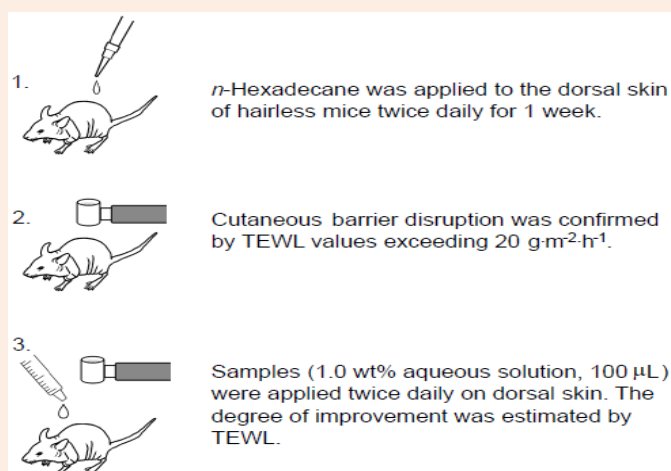 1.
n-Hexadecane was applied to the dorsal skin
of hairless mice twice daily for 1 week.
2.
Cutaneous barrier disruption was confirmed
by TEWL values exceeding 20 g·m²·h⁻¹.
3.
Samples (1.0 wt% aqueous solution, 100 μL)
were applied twice daily on dorsal skin. The
degree of improvement was estimated by
TEWL.